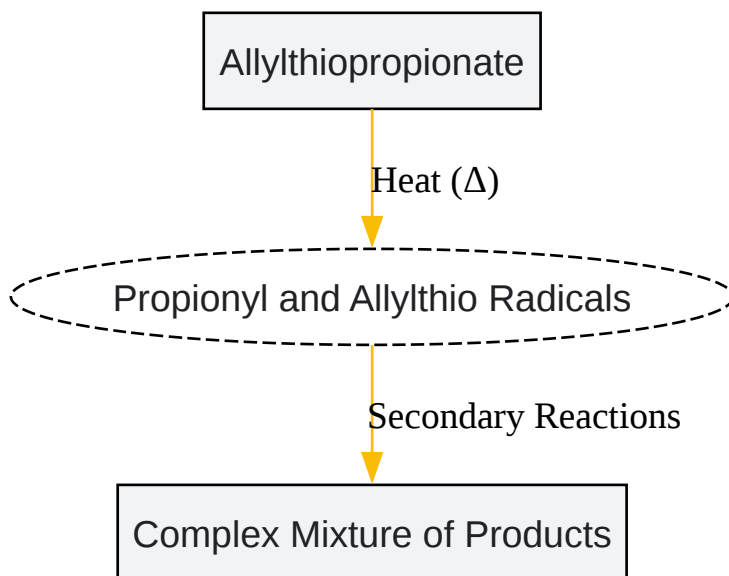 Allylthiopropionate
Heat (Δ)
Propionyl and Allylthio Radicals
Secondary Reactions
Complex Mixture of Products